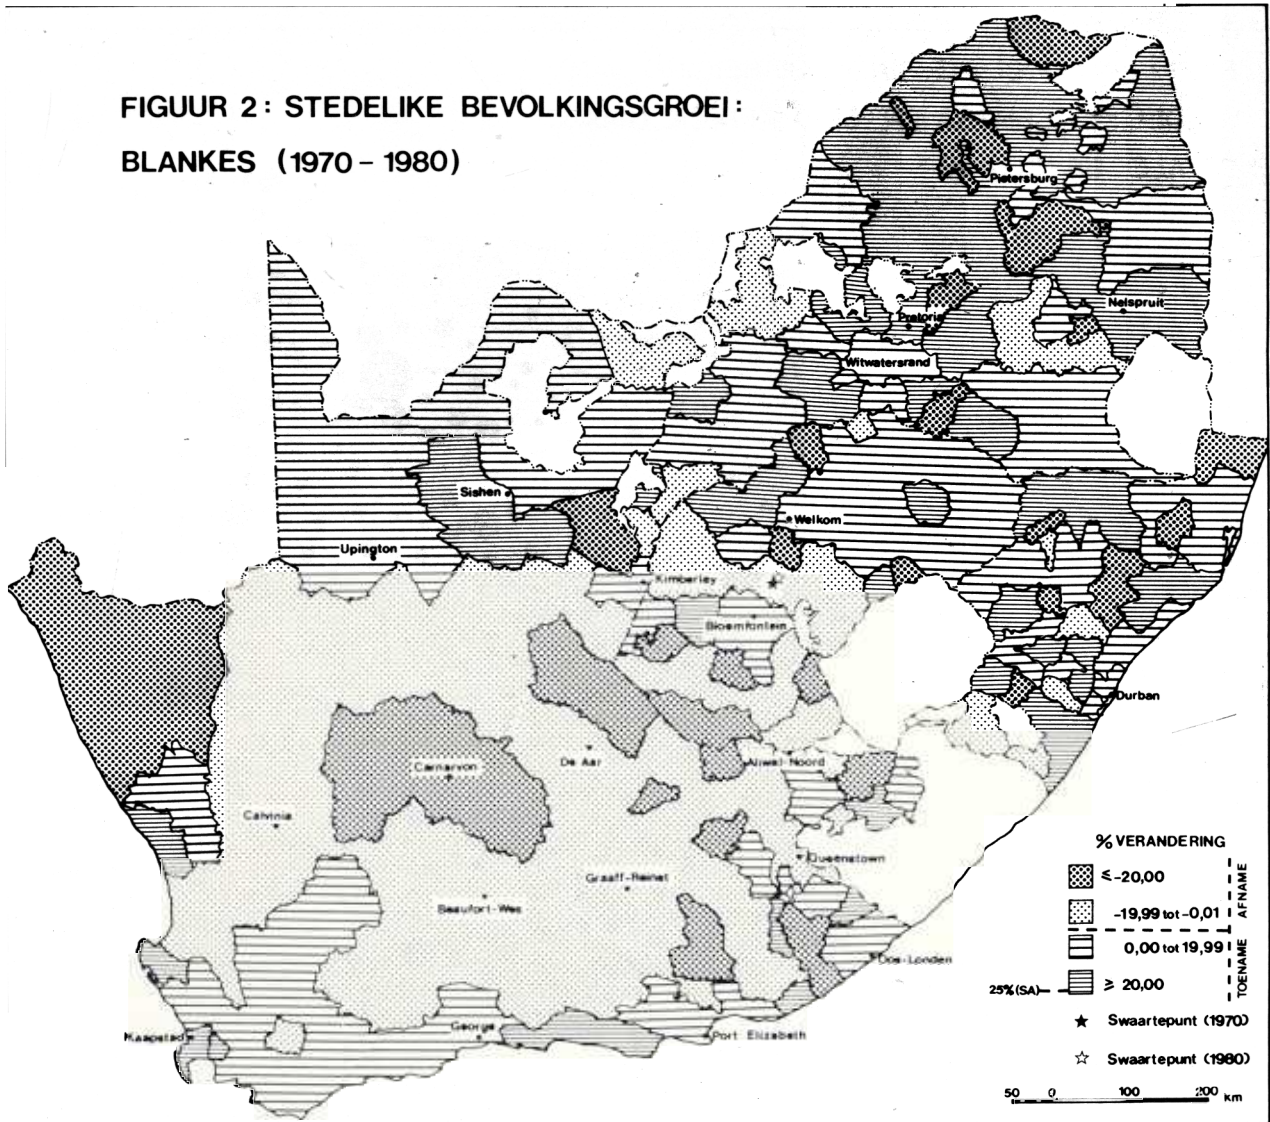 FIGUUR 2: STEDELIKE BEVOLKINGSGROEI:
BLANKES (1970 – 1980)
Pietersburg
Nelspruit
Pretoria
Witwatersrand
Sishen
Welkom
Upington
Kimberley
Bloemfontein
Durban
De Aar
Aliwal-Noord
Carnarvon
Calvinia
Queenstown
Graaff-Reinet
Beaufort-Wes
Oos-Londen
George
Kaapstad
Port Elizabeth
% VERANDERING
≤ -20,00
-19,99 tot -0,01
AFNAME
0,00 tot 19,99
25% (SA)
≥ 20,00
TOENAME
★ Swaartepunt (1970)
☆ Swaartepunt (1980)
50 0 100 200 km